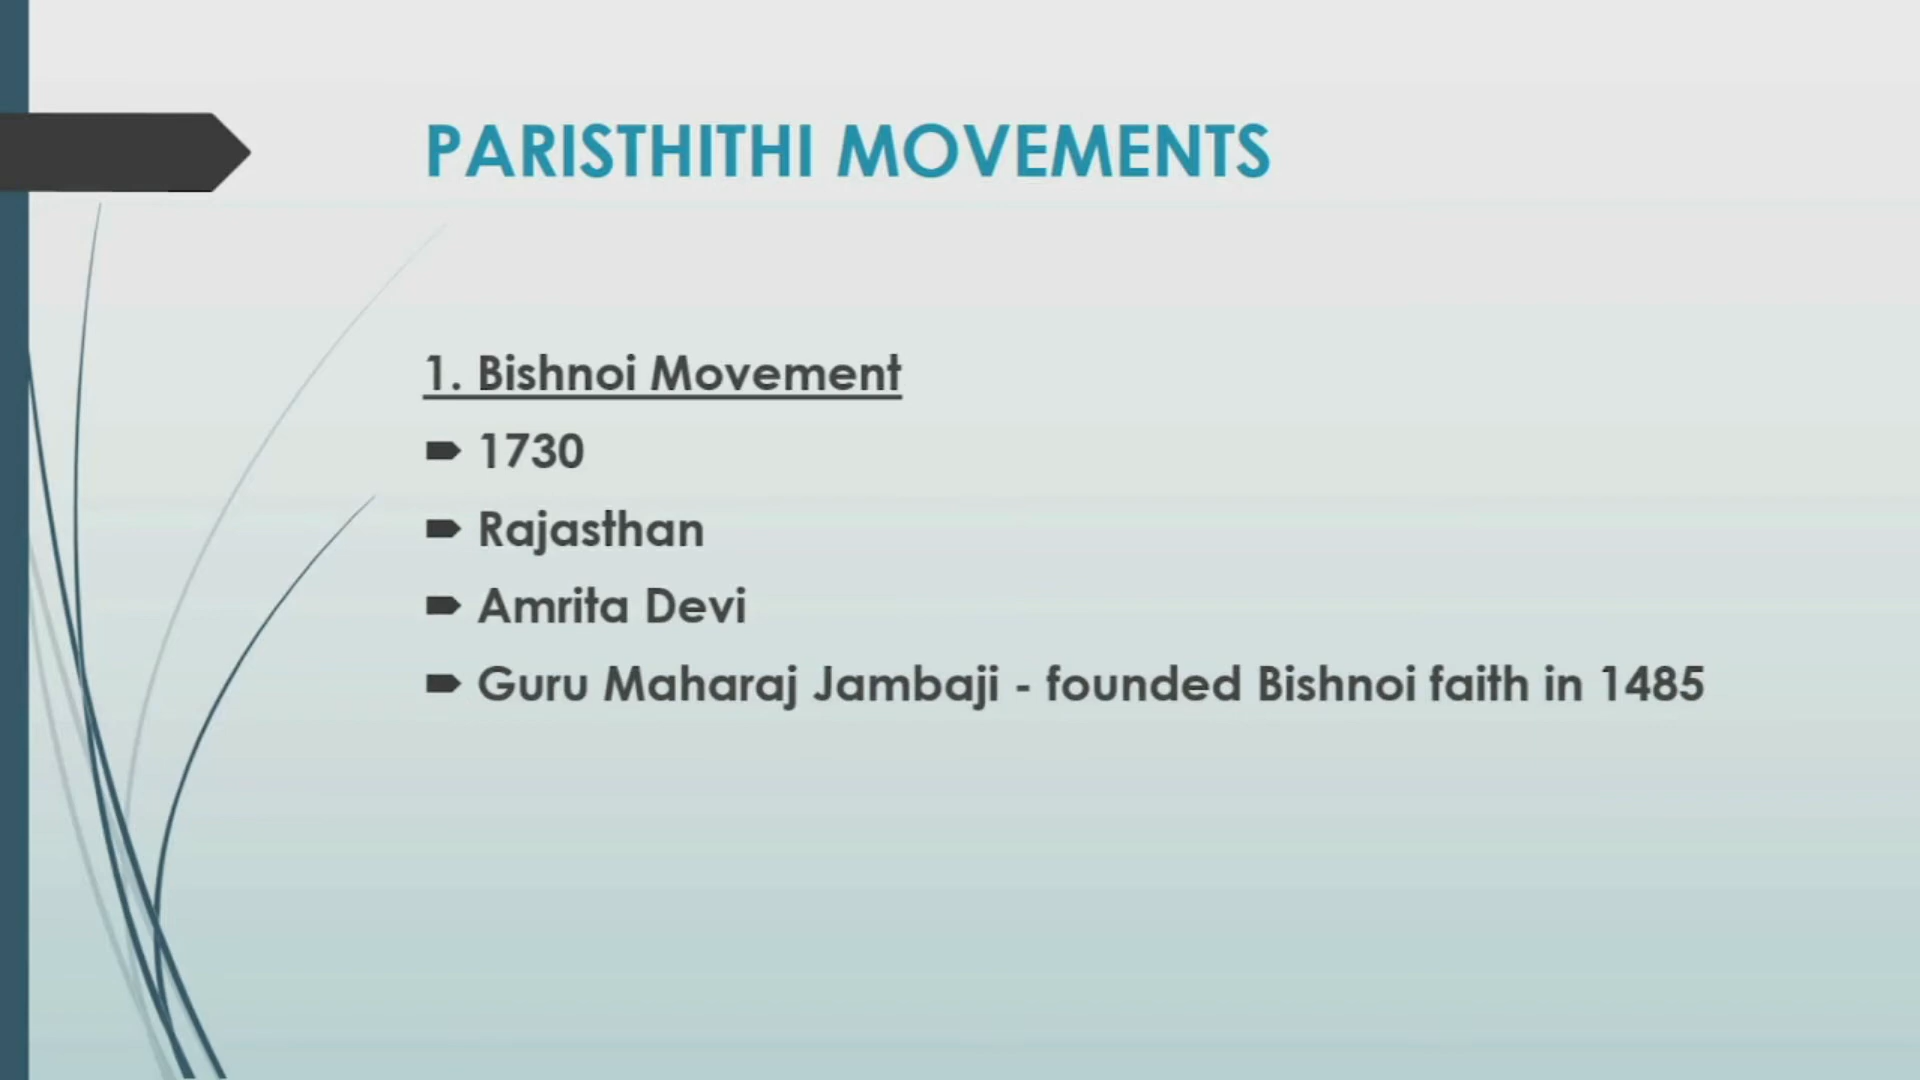 PARISTHITHI MOVEMENTS
1. Bishnoi Movement
1730
Rajasthan
Amrita Devi
Guru Maharaj Jambaji - founded Bishnoi faith in 1485